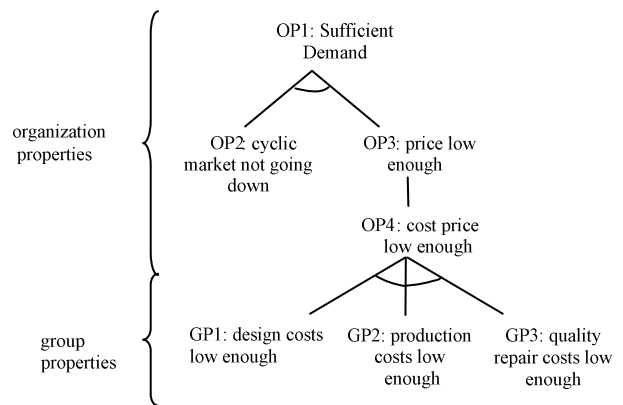 OP1: Sufficient
Demand
organization
properties
OP2: cyclic
market not going
down
OP3: price low
enough
OP4: cost price
low enough
group
properties
GP1: design costs
low enough
GP2: production
costs low
enough
GP3: quality
repair costs low
enough